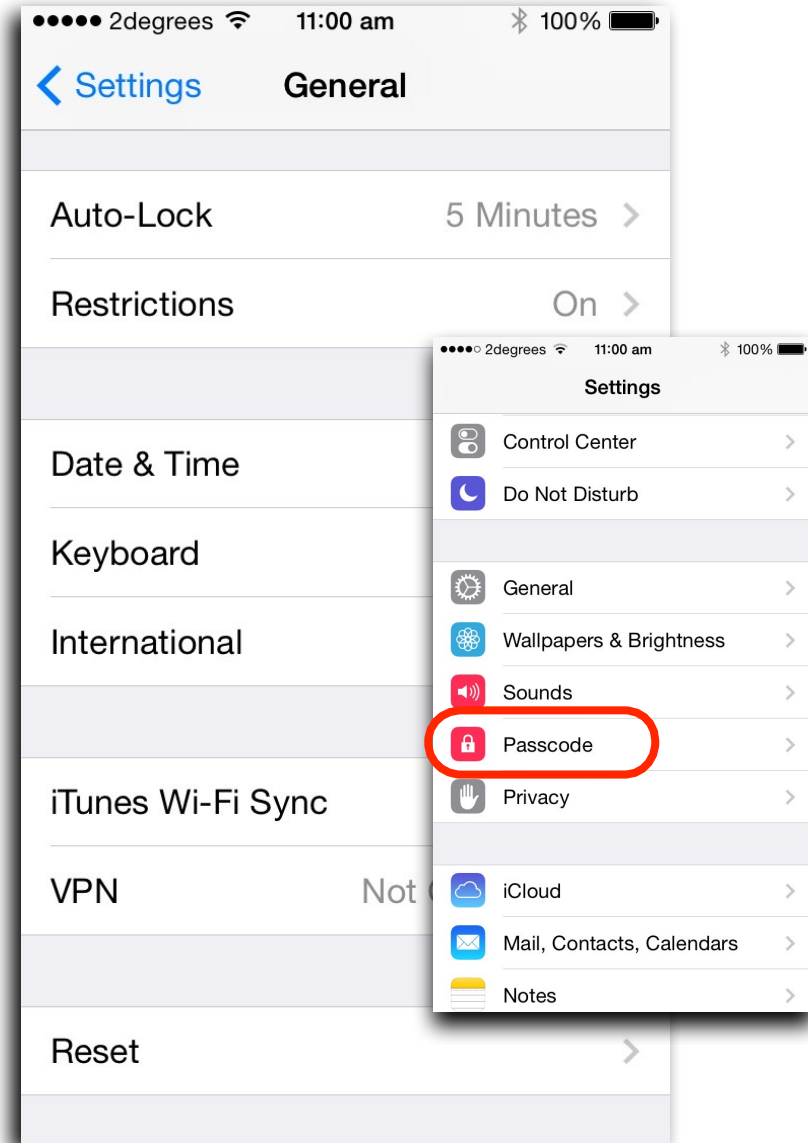 2degrees 11:00 am 100%
Settings General
Auto-Lock 5 Minutes
Restrictions On
Date & Time
Keyboard
International
iTunes Wi-Fi Sync
VPN Not
Reset
2degrees 11:00 am 100%
Settings
Control Center
Do Not Disturb
General
Wallpapers & Brightness
Sounds
Passcode
Privacy
iCloud
Mail, Contacts, Calendars
Notes